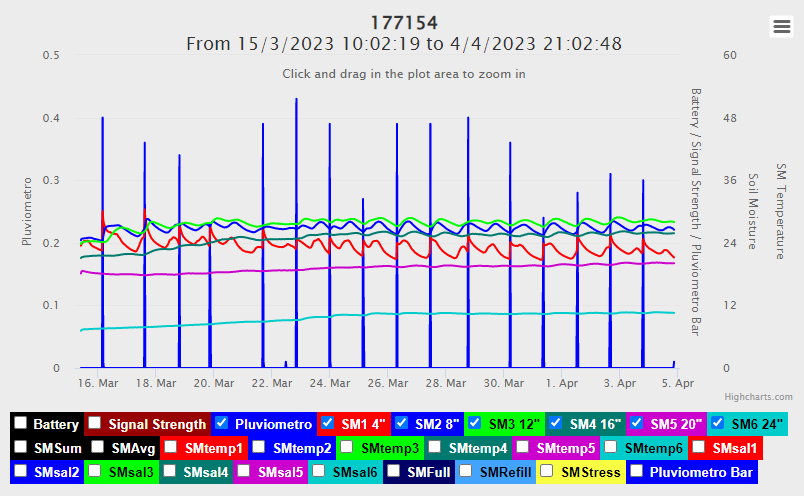 177154
From 15/3/2023 10:02:19 to 4/4/2023 21:02:48
Click and drag in the plot area to zoom in
0.5
0.4
0.3
0.2
0.1
0
Pluviometro
60
48
36
24
12
0
Battery / Signal Strength / Pluviometro Bar
Soil Moisture
SM Temperature
16. Mar 18. Mar 20. Mar 22. Mar 24. Mar 26. Mar 28. Mar 30. Mar 1. Apr 3. Apr 5. Apr
Highcharts.com
Battery Signal Strength Pluviometro SM1 4" SM2 8" SM3 12" SM4 16" SM5 20" SM6 24"
SMSum SMAvg SMtemp1 SMtemp2 SMtemp3 SMtemp4 SMtemp5 SMtemp6 SMsal1
SMsal2 SMsal3 SMsal4 SMsal5 SMsal6 SMFull SMRefill SMStress Pluviometro Bar